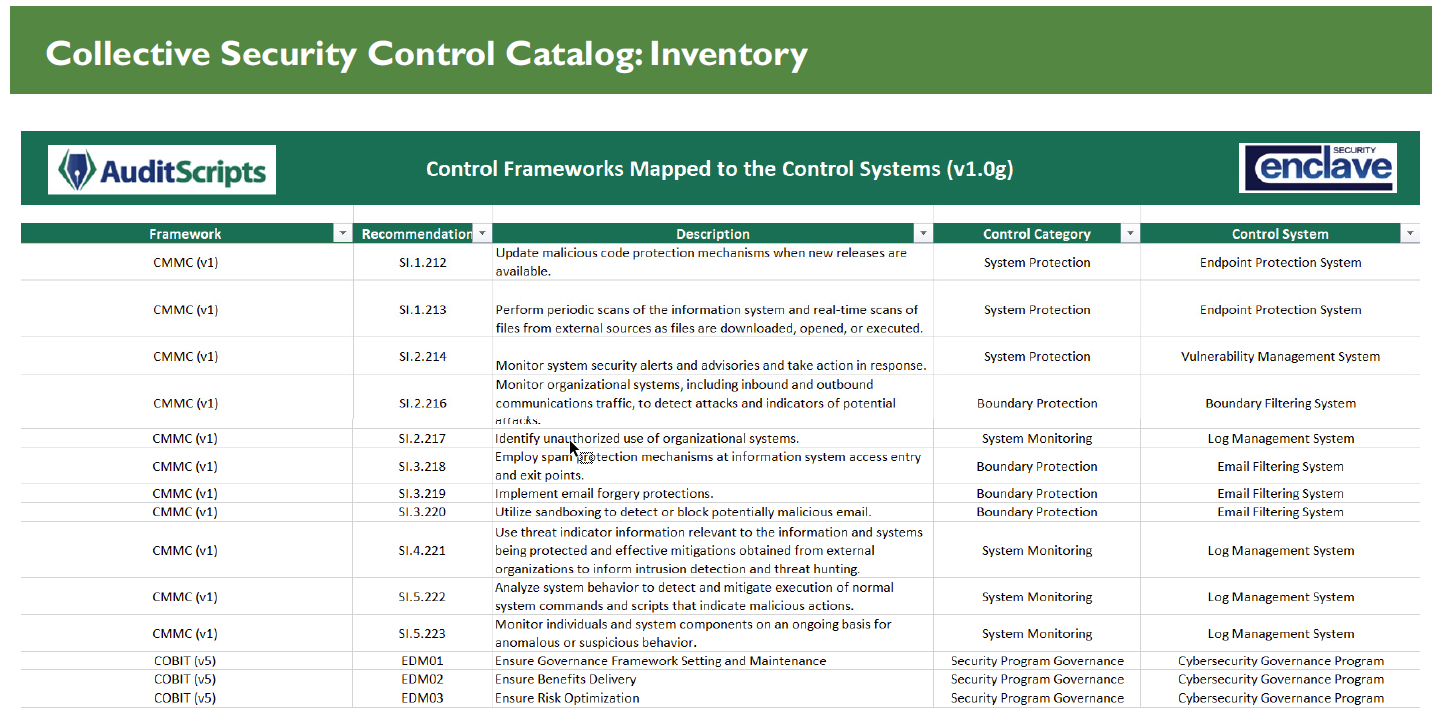 Collective Security Control Catalog: Inventory
AuditScripts
Control Frameworks Mapped to the Control Systems (v1.0g)
SECURITY
enclave
Framework Recommendation Description Control Category Control System
CMMC (v1) SI.1.212 Update malicious code protection mechanisms when new releases are
available. System Protection Endpoint Protection System
CMMC (v1) SI.1.213 Perform periodic scans of the information system and real-time scans of
files from external sources as files are downloaded, opened, or executed. System Protection Endpoint Protection System
CMMC (v1) SI.2.214 Monitor system security alerts and advisories and take action in response. System Protection Vulnerability Management System
CMMC (v1) SI.2.216 Monitor organizational systems, including inbound and outbound
communications traffic, to detect attacks and indicators of potential
attacks. Boundary Protection Boundary Filtering System
CMMC (v1) SI.2.217 Identify unauthorized use of organizational systems. System Monitoring Log Management System
CMMC (v1) SI.3.218 Employ spam protection mechanisms at information system access entry
and exit points. Boundary Protection Email Filtering System
CMMC (v1) SI.3.219 Implement email forgery protections. Boundary Protection Email Filtering System
CMMC (v1) SI.3.220 Utilize sandboxing to detect or block potentially malicious email. Boundary Protection Email Filtering System
CMMC (v1) SI.4.221 Use threat indicator information relevant to the information and systems
being protected and effective mitigations obtained from external
organizations to inform intrusion detection and threat hunting. System Monitoring Log Management System
CMMC (v1) SI.5.222 Analyze system behavior to detect and mitigate execution of normal
system commands and scripts that indicate malicious actions. System Monitoring Log Management System
CMMC (v1) SI.5.223 Monitor individuals and system components on an ongoing basis for
anomalous or suspicious behavior. System Monitoring Log Management System
COBIT (v5) EDM01 Ensure Governance Framework Setting and Maintenance Security Program Governance Cybersecurity Governance Program
COBIT (v5) EDM02 Ensure Benefits Delivery Security Program Governance Cybersecurity Governance Program
COBIT (v5) EDM03 Ensure Risk Optimization Security Program Governance Cybersecurity Governance Program